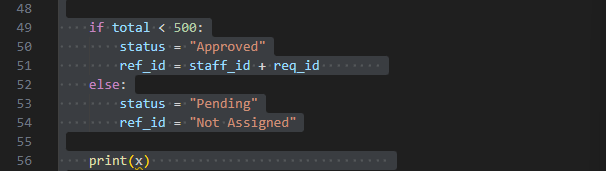 48
49     if total < 500:
50         status = "Approved"
51         ref_id = staff_id + req_id
52     else:
53         status = "Pending"
54         ref_id = "Not Assigned"
55
56     print(x)